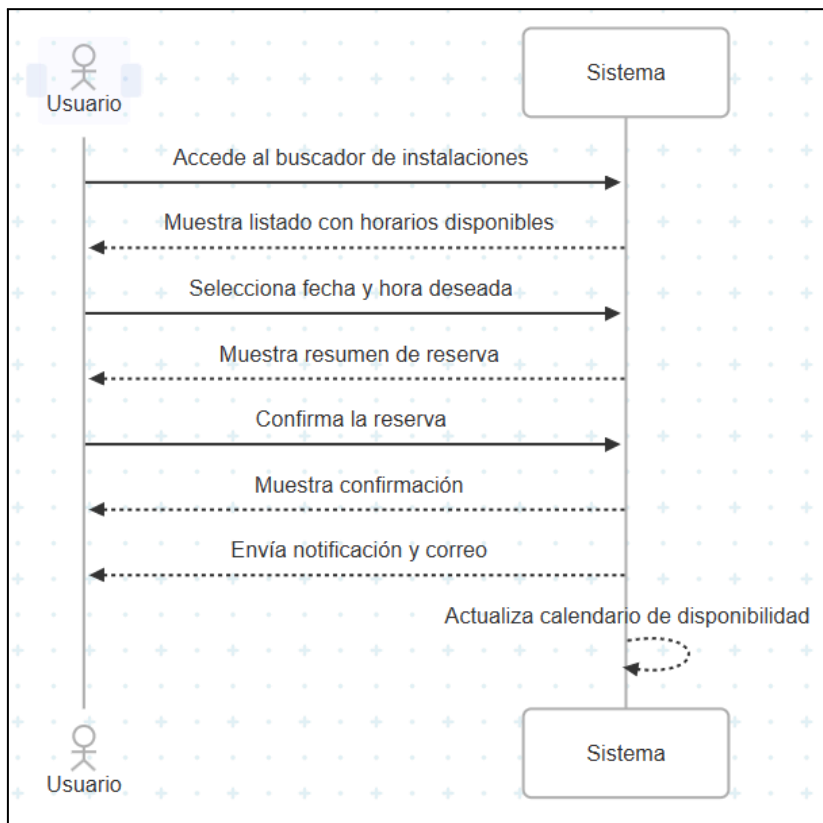 Usuario
Sistema
Accede al buscador de instalaciones
Muestra listado con horarios disponibles
Selecciona fecha y hora deseada
Muestra resumen de reserva
Confirma la reserva
Muestra confirmación
Envía notificación y correo
Actualiza calendario de disponibilidad
Usuario
Sistema